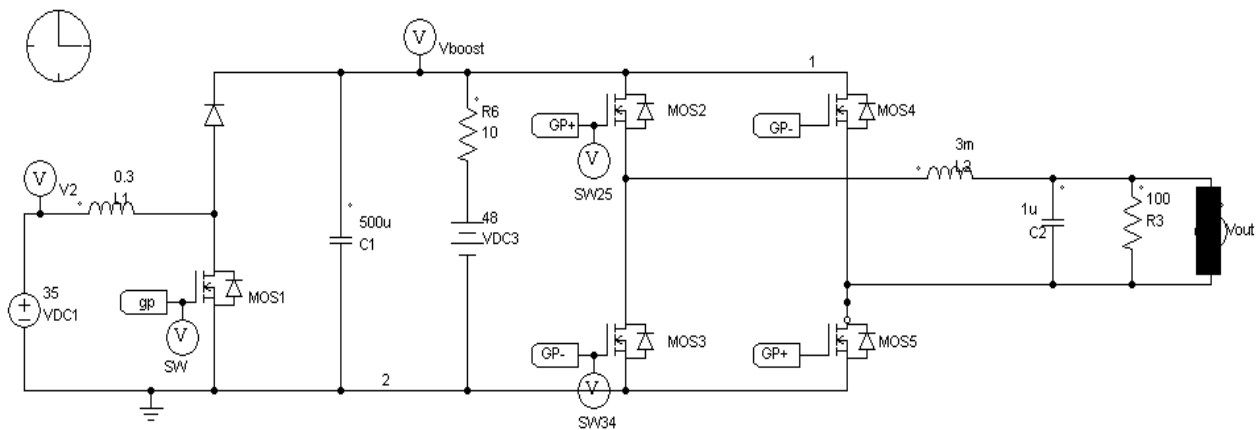 V
Vboost
1
R6
10
GP+
MOS2
GP-
MOS4
V
SW25
3m
L2
V
V2
0.3
L1
500u
C1
48
VDC3
1u
C2
100
R3
Vout
35
VDC1
gp
MOS1
V
SW
GP-
MOS3
GP+
MOS5
2
V
SW34